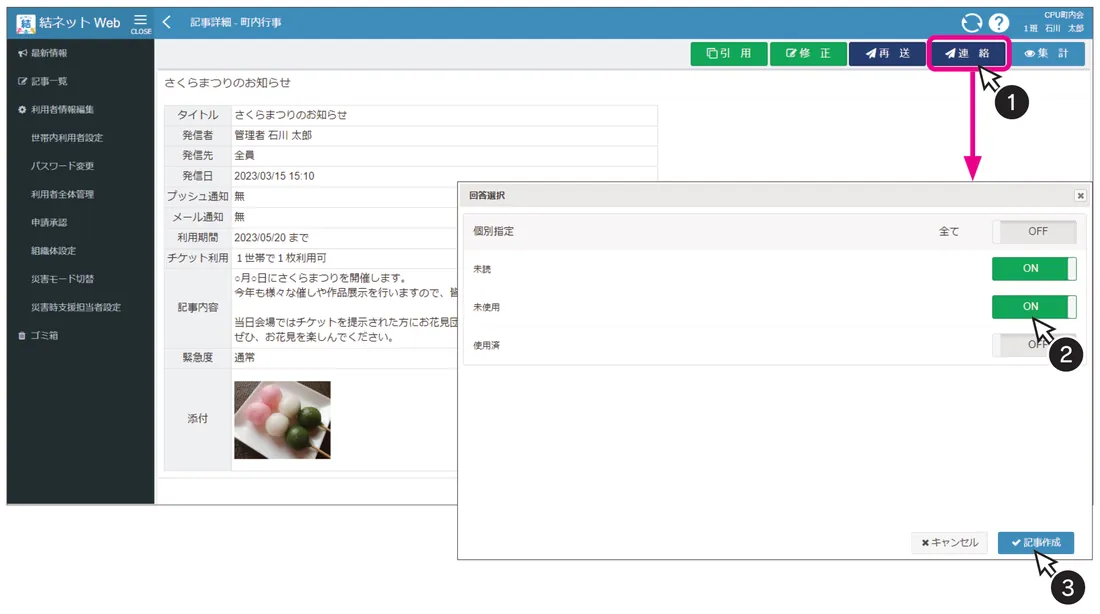 結 結ネット Web
CLOSE
記事詳細 - 町内行事
CPU町内会
1班 石川 太郎
最新情報
記事一覧
利用者情報編集
世帯内利用者設定
パスワード変更
利用者全体管理
申請承認
組織体設定
災害モード切替
災害時支援担当者設定
ゴミ箱
引 用
修 正
再 送
連 絡
集 計
1
さくらまつりのお知らせ
タイトル さくらまつりのお知らせ
発信者 管理者 石川 太郎
発信先 全員
発信日 2023/03/15 15:10
プッシュ通知 無
メール通知 無
利用期間 2023/05/20 まで
チケット利用 1世帯で1枚利用可
記事内容
○月○日にさくらまつりを開催します。
今年も様々な催しや作品展示を行いますので、皆
当日会場ではチケットを提示された方にお花見団
ぜひ、お花見を楽しんでください。
緊急度 通常
添付
回答選択
個別指定 全て OFF
未読 ON
未使用 ON
使用済 OFF
2
キャンセル
記事作成
3